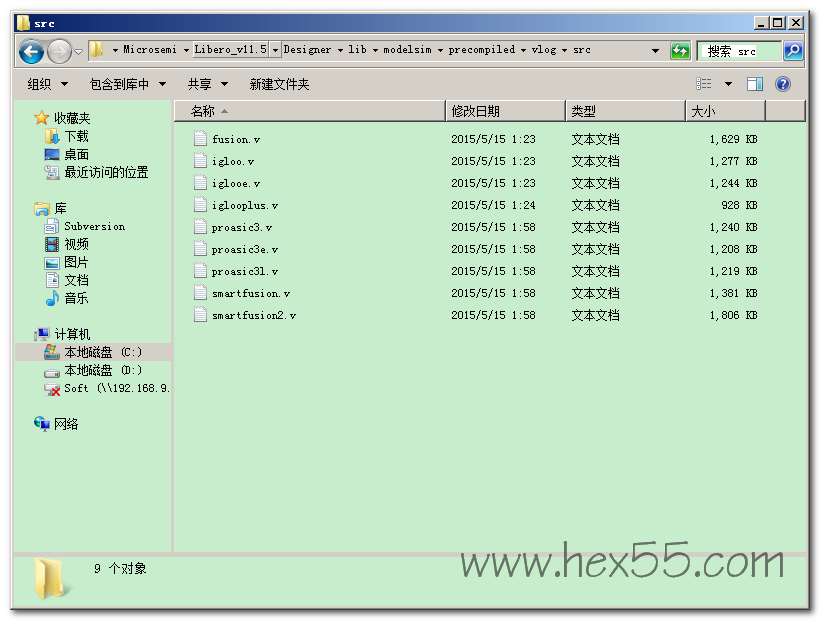 src
Microsemi Libero_v11.5 Designer lib modelsim precompiled vlog src 搜索 src
组织 包含到库中 共享 新建文件夹
名称 修改日期 类型 大小
收藏夹
下载
桌面
最近访问的位置
库
Subversion
视频
图片
文档
音乐
计算机
本地磁盘 (C:)
本地磁盘 (D:)
Soft (\\192.168.9.
网络
fusion.v 2015/5/15 1:23 文本文档 1,629 KB
igloo.v 2015/5/15 1:23 文本文档 1,277 KB
iglooe.v 2015/5/15 1:23 文本文档 1,244 KB
iglooplus.v 2015/5/15 1:24 文本文档 928 KB
proasic3.v 2015/5/15 1:58 文本文档 1,240 KB
proasic3e.v 2015/5/15 1:58 文本文档 1,208 KB
proasic3l.v 2015/5/15 1:58 文本文档 1,219 KB
smartfusion.v 2015/5/15 1:58 文本文档 1,381 KB
smartfusion2.v 2015/5/15 1:58 文本文档 1,806 KB
9 个对象
www.hex55.com